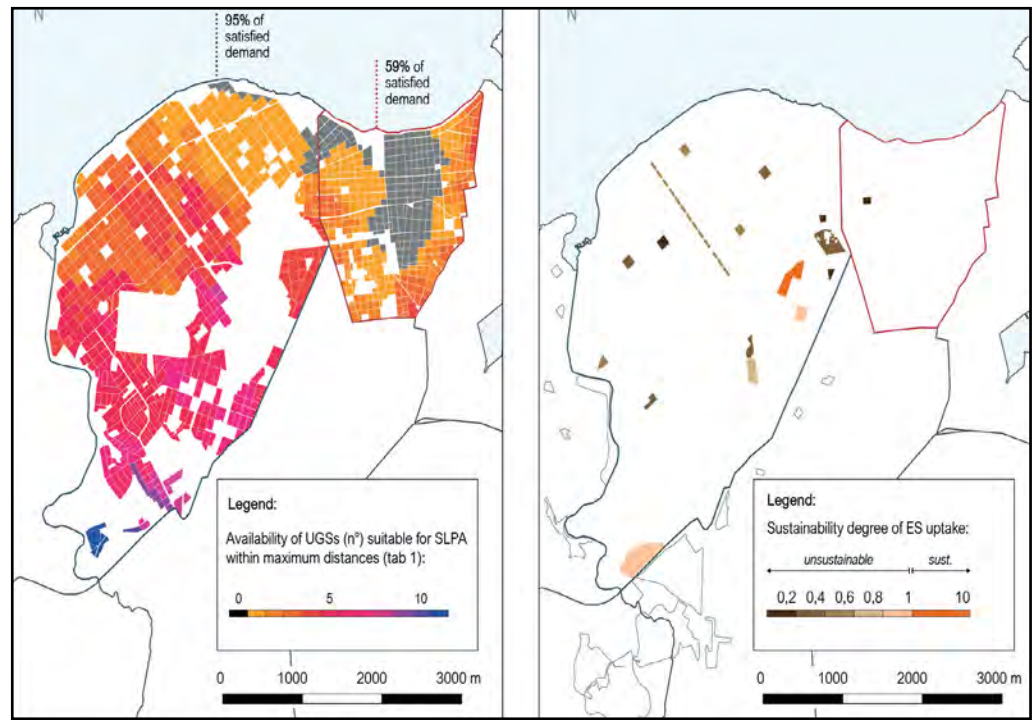 N
95% of
satisfied
demand
59% of
satisfied
demand
Legend:
Availability of UGSs (n°) suitable for SLPA
within maximum distances (tab 1):
0 5 10
0 1000 2000 3000 m
Legend:
Sustainability degree of ES uptake:
unsustainable sust.
0,2 0,4 0,6 0,8 1 10
0 1000 2000 3000 m
N